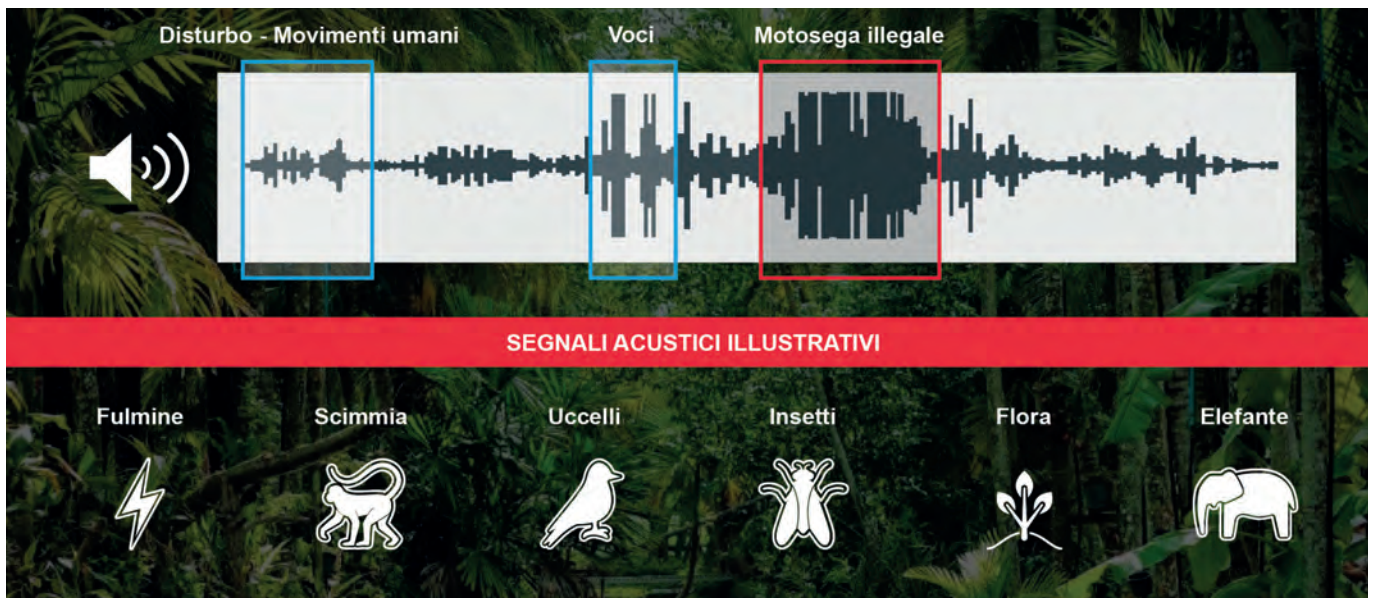 Disturbo - Movimenti umani
Voci
Motosega illegale
SEGNALI ACUSTICI ILLUSTRATIVI
Fulmine
Scimmia
Uccelli
Insetti
Flora
Elefante